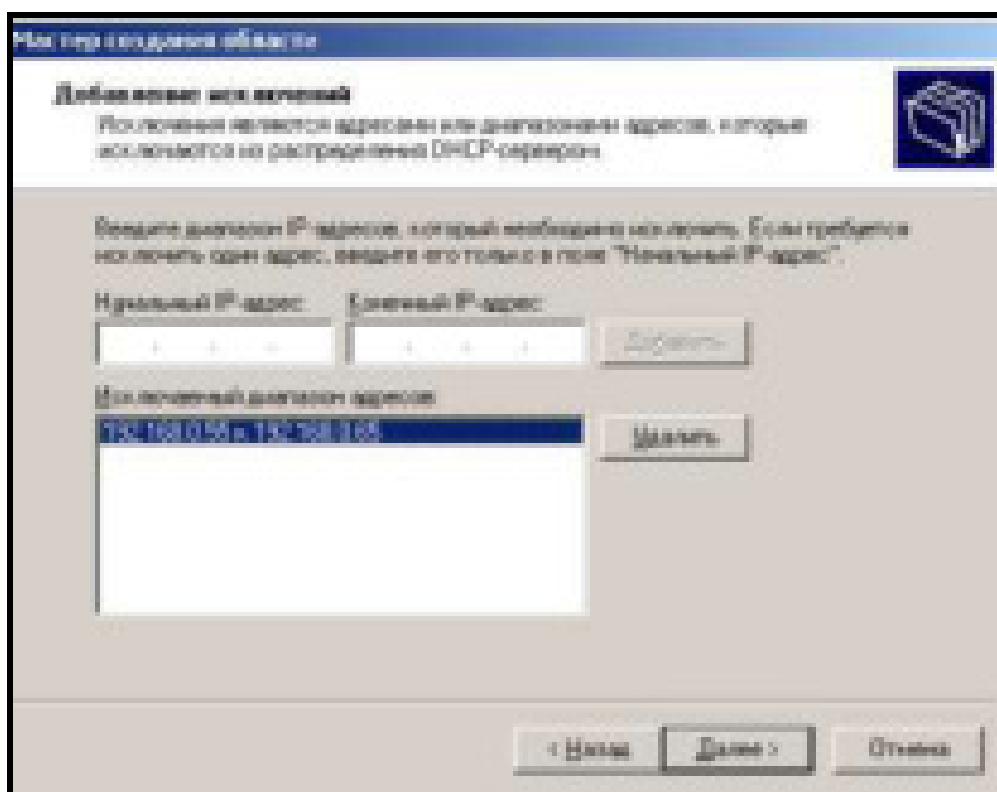 Мастер создания области
Добавление исключений
Исключения являются адресами или диапазонами адресов, которые
исключаются из распределения DHCP-сервером.
Введите диапазон IP-адресов, который необходимо исключить. Если требуется
исключить один адрес, введите его только в поле "Начальный IP-адрес".
Начальный IP-адрес:
Конечный IP-адрес:
Добавить
Исключаемый диапазон адресов:
Удалить
< Назад
Далее >
Отмена